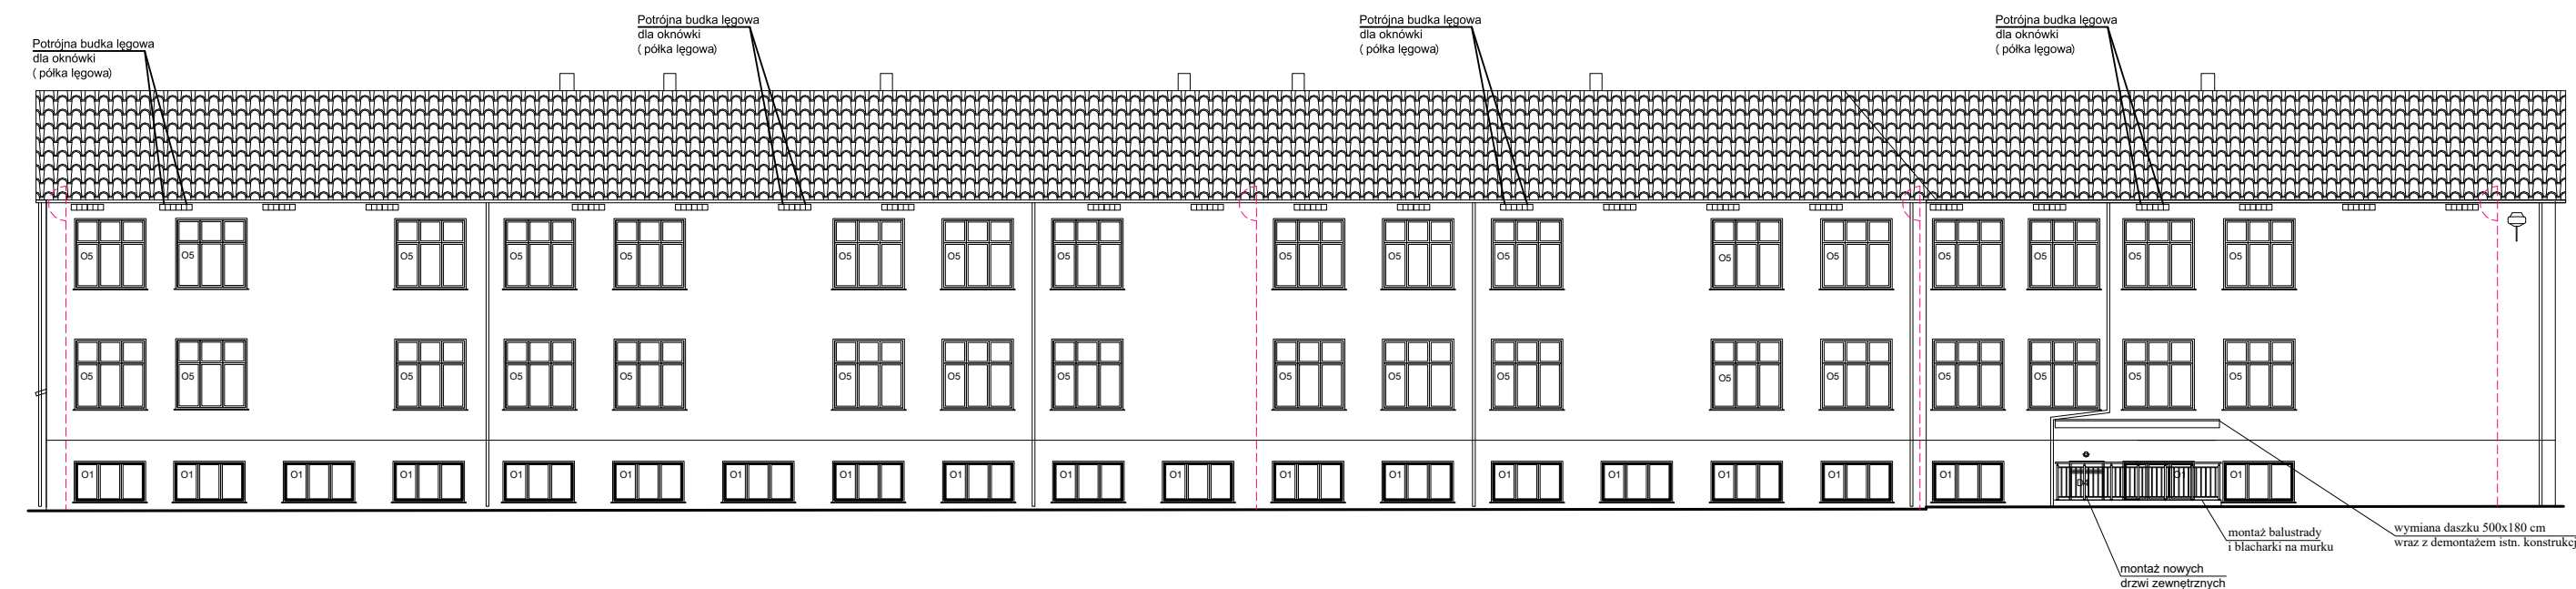 Potrójna budka lęgowa
dla oknówki
( półka lęgowa)
Potrójna budka lęgowa
dla oknówki
( półka lęgowa)
Potrójna budka lęgowa
dla oknówki
( półka lęgowa)
Potrójna budka lęgowa
dla oknówki
( półka lęgowa)
O5 O5 O5 O5 O5 O5 O5 O5 O5 O5 O5 O5 O5 O5 O5 O5 O5
O5 O5 O5 O5 O5 O5 O5 O5 O5 O5 O5 O5 O5 O5 O5 O5 O5
O1 O1 O1 O1 O1 O1 O1 O1 O1 O1 O1 O1 O1 O1 O1 O1 O1 O1 O1 O1
wymiana daszku 500x180 cm
wraz z demontażem istn. konstrukcj
montaż balustrady
i blacharki na murku
montaż nowych
drzwi zewnętrznych